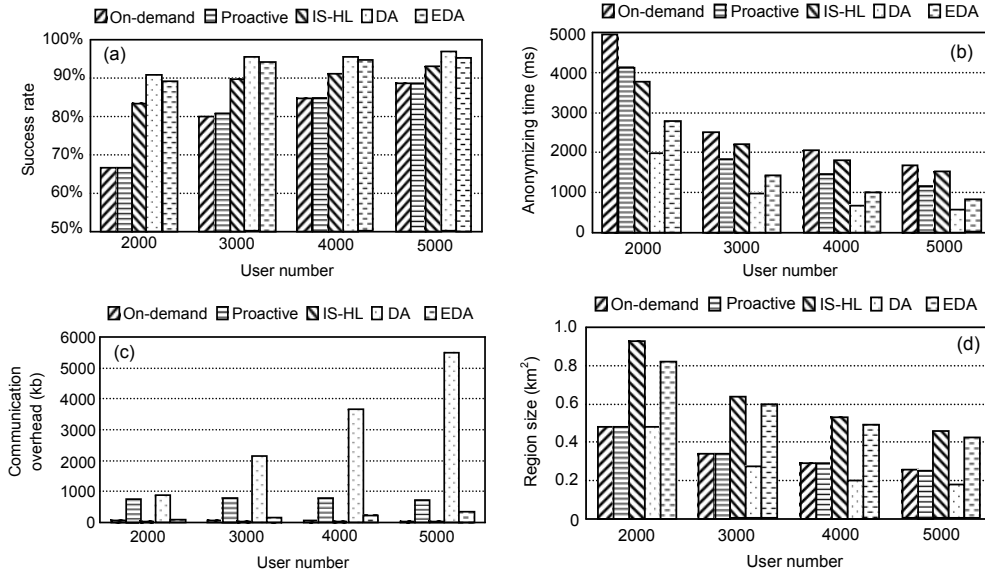 On-demand Proactive IS-HL DA EDA
(a)
Success rate
100%
90%
80%
70%
60%
50%
2000 3000 4000 5000
User number
On-demand Proactive IS-HL DA EDA
(b)
Anonymizing time (ms)
5000
4000
3000
2000
1000
0
2000 3000 4000 5000
User number
On-demand Proactive IS-HL DA EDA
(c)
Communication
overhead (kb)
6000
5000
4000
3000
2000
1000
0
2000 3000 4000 5000
User number
On-demand Proactive IS-HL DA EDA
(d)
Region size (km²)
1.0
0.8
0.6
0.4
0.2
0
2000 3000 4000 5000
User number